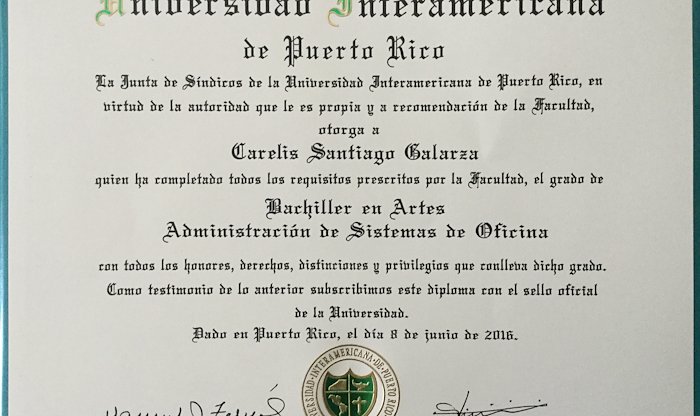 Universidad Interamericana
de Puerto Rico
La Junta de Síndicos de la Universidad Interamericana de Puerto Rico, en
virtud de la autoridad que le es propia y a recomendación de la Facultad,
otorga a
Carelis Santiago Galarza
quien ha completado todos los requisitos prescritos por la Facultad, el grado de
Bachiller en Artes
Administración de Sistemas de Oficina
con todos los honores, derechos, distinciones y privilegios que conlleva dicho grado.
Como testimonio de lo anterior subscribimos este diploma con el sello oficial
de la Universidad.
Dado en Puerto Rico, el día 8 de junio de 2016.
UNIVERSIDAD·INTERAMERICANA·DE·PUERTO RICO